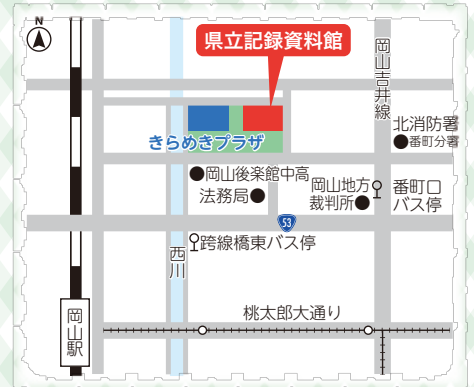 N
県立記録資料館
岡山吉井線
北消防署
●番町分署
きらめきプラザ
●岡山後楽館中高
法務局●
岡山地方
裁判所●
番町口
バス停
53
跨線橋東バス停
西川
桃太郎大通り
岡山駅